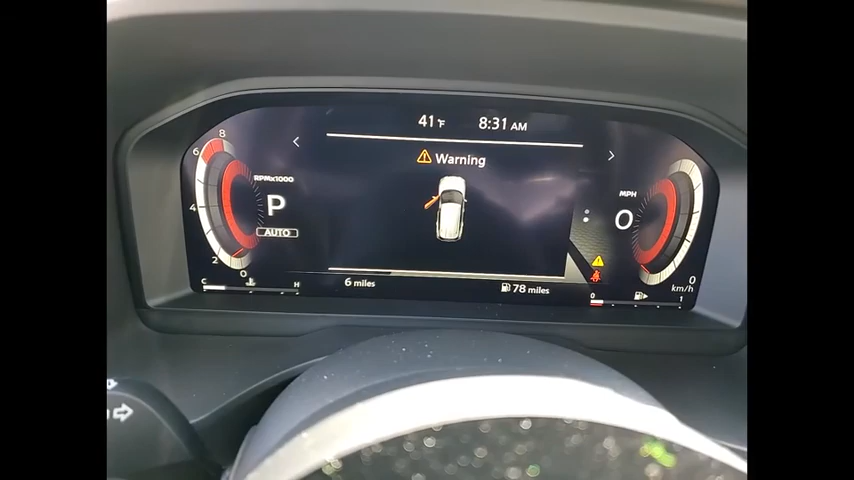 41°F 8:31 AM
Warning
8
6
4
2
0
RPMx1000
P
AUTO
MPH
0
0
km/h
C H
6 miles
78 miles
0 1